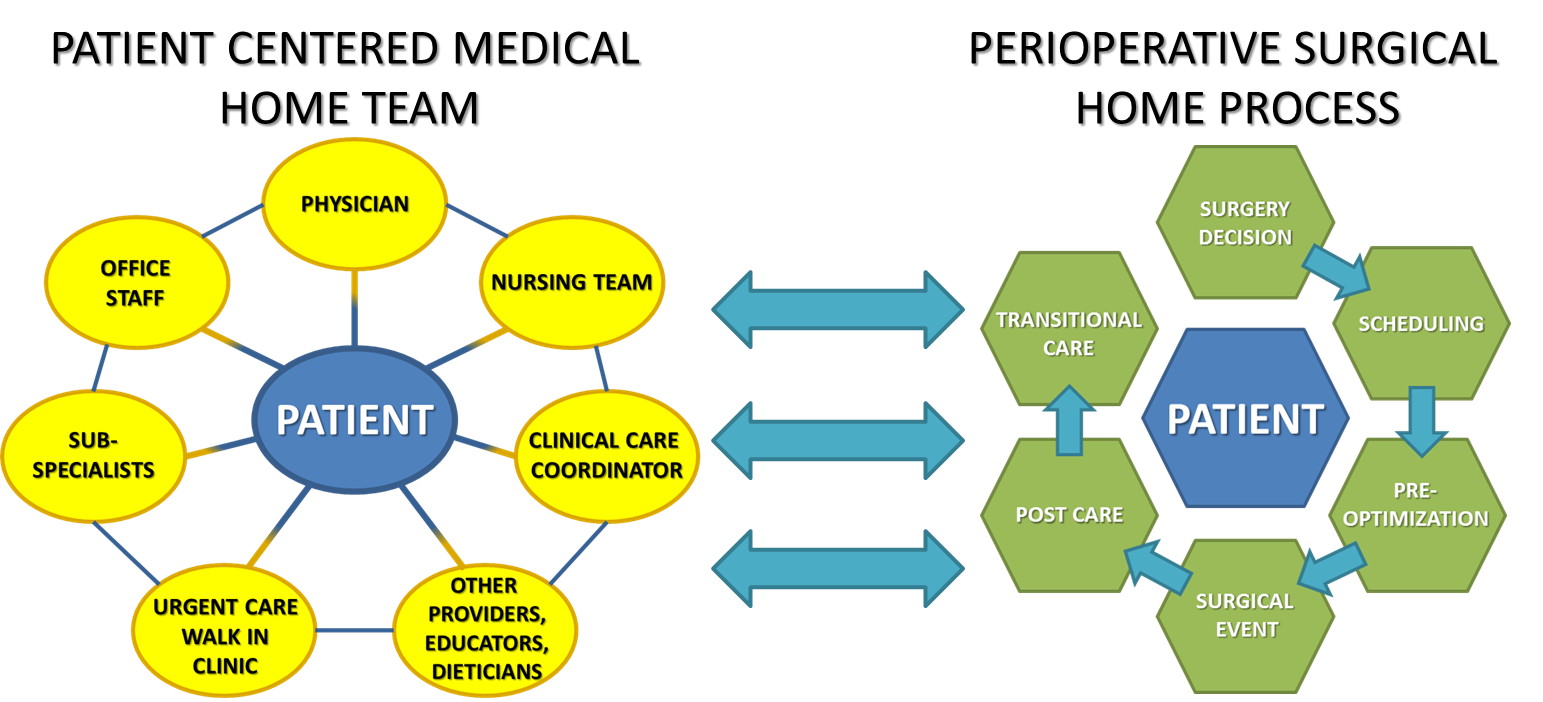 PATIENT CENTERED MEDICAL
HOME TEAM
PHYSICIAN
NURSING TEAM
CLINICAL CARE
COORDINATOR
OTHER
PROVIDERS,
EDUCATORS,
DIETICIANS
URGENT CARE
WALK IN
CLINIC
SUB-
SPECIALISTS
OFFICE
STAFF
PATIENT
PERIOPERATIVE SURGICAL
HOME PROCESS
SURGERY
DECISION
SCHEDULING
PRE-
OPTIMIZATION
SURGICAL
EVENT
POST CARE
TRANSITIONAL
CARE
PATIENT